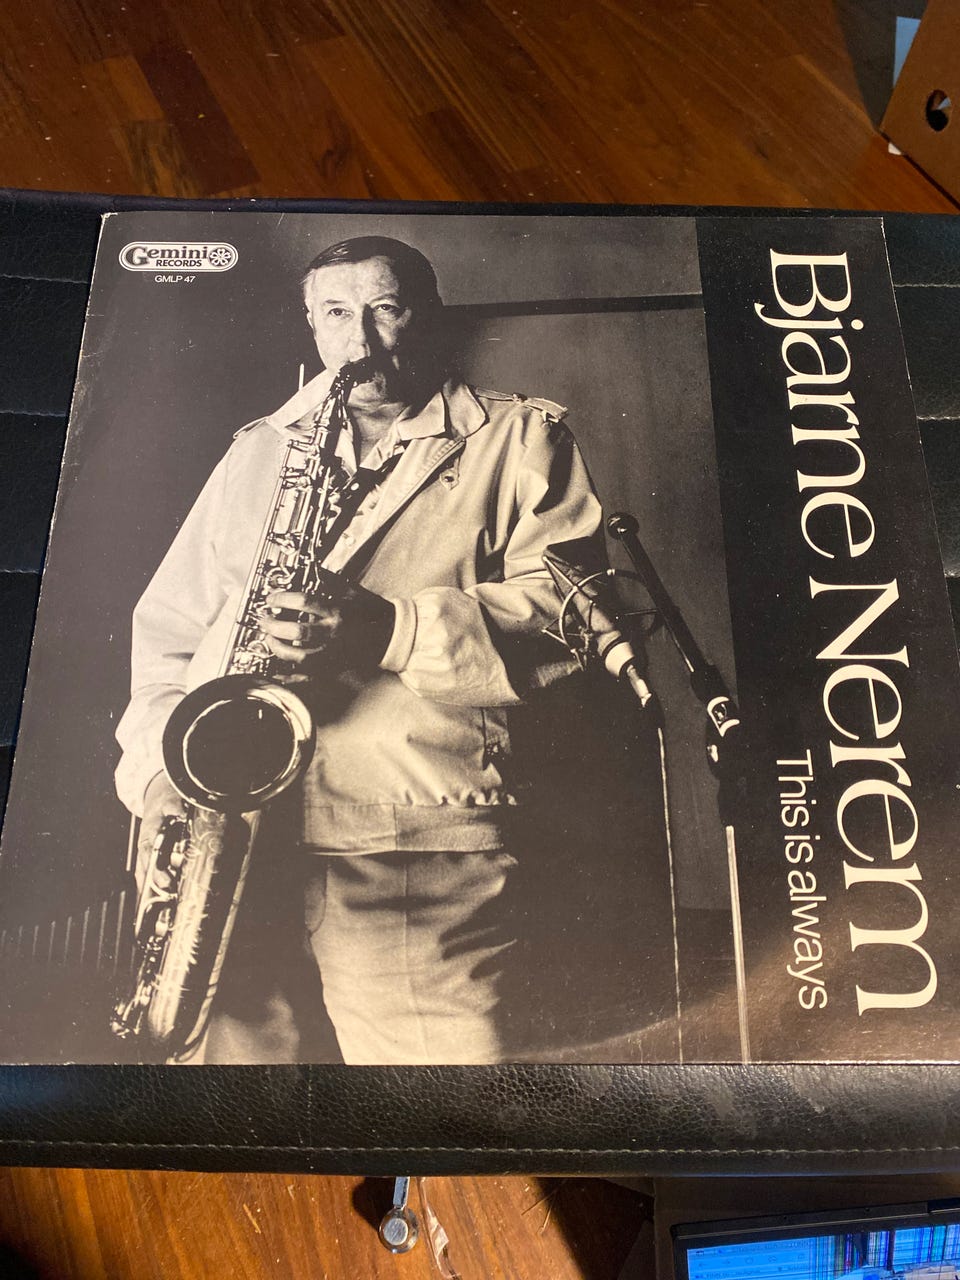 Gemini
RECORDS
GMLP 47
Bjarne Nerem
This is always